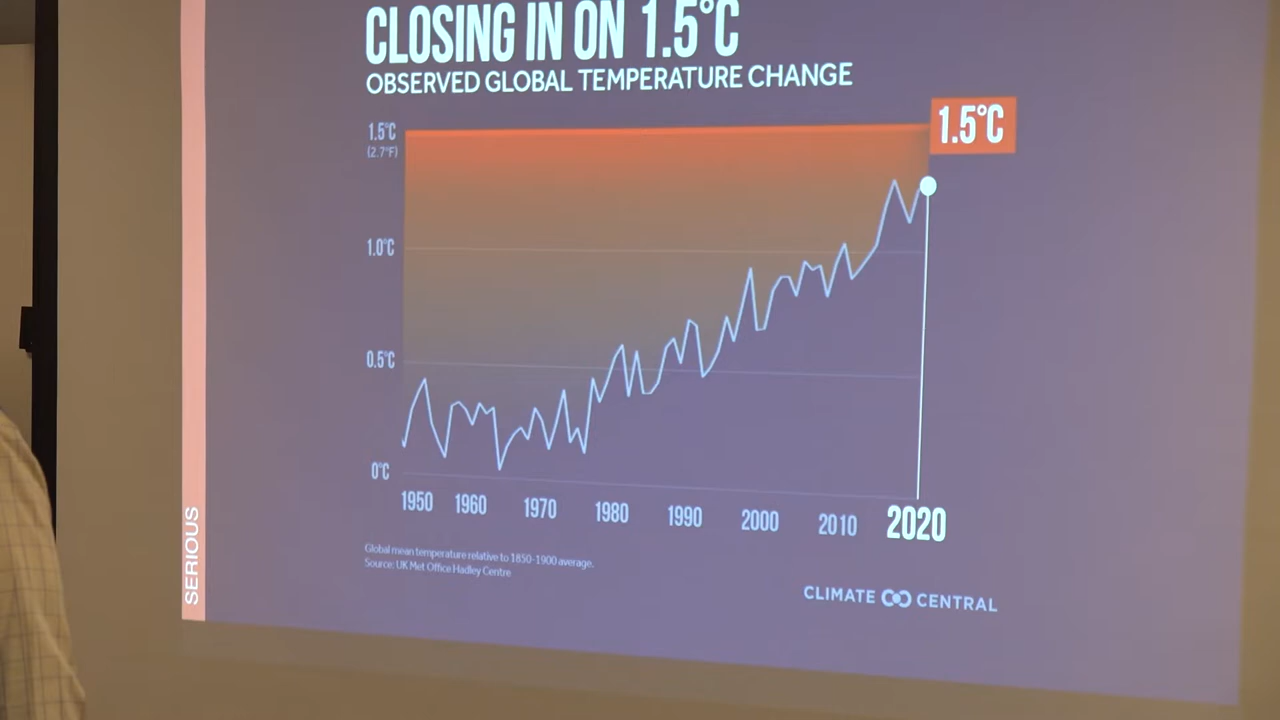 CLOSING IN ON 1.5°C
OBSERVED GLOBAL TEMPERATURE CHANGE
1.5°C
1.5°C
(2.7°F)
1.0°C
0.5°C
0°C
1950 1960 1970 1980 1990 2000 2010 2020
Global mean temperature relative to 1850-1900 average.
Source: UK Met Office Hadley Centre
CLIMATE CENTRAL
SERIOUS